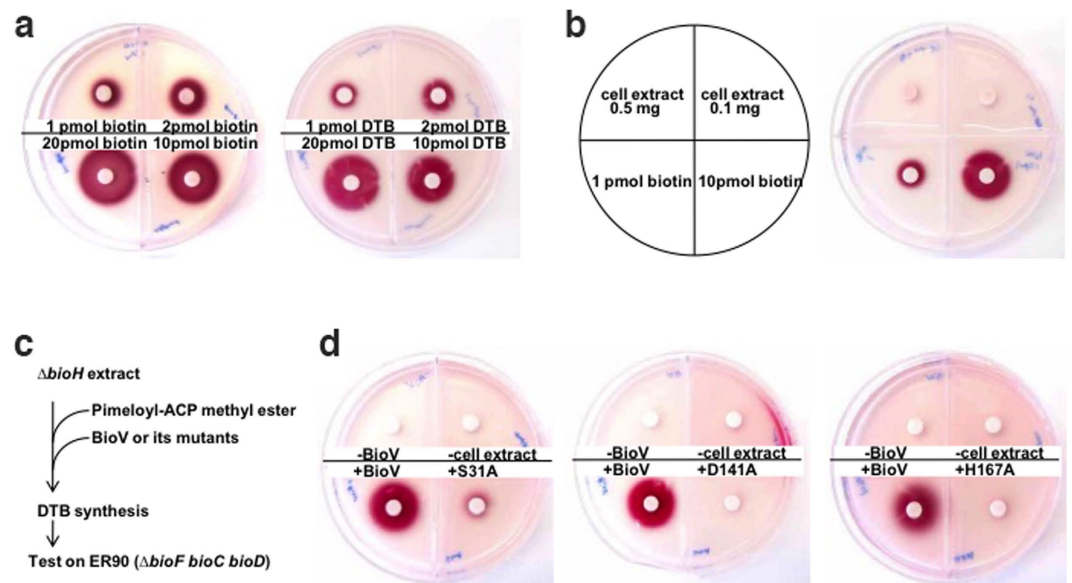 a
1 pmol biotin 2pmol biotin
20pmol biotin 10pmol biotin
1 pmol DTB 2pmol DTB
20pmol DTB 10pmol DTB
b
cell extract
0.5 mg
cell extract
0.1 mg
1 pmol biotin
10pmol biotin
c
ΔbioH extract
Pimeloyl-ACP methyl ester
BioV or its mutants
DTB synthesis
Test on ER90 (ΔbioF bioC bioD)
d
-BioV -cell extract
+BioV +S31A
-BioV -cell extract
+BioV +D141A
-BioV -cell extract
+BioV +H167A